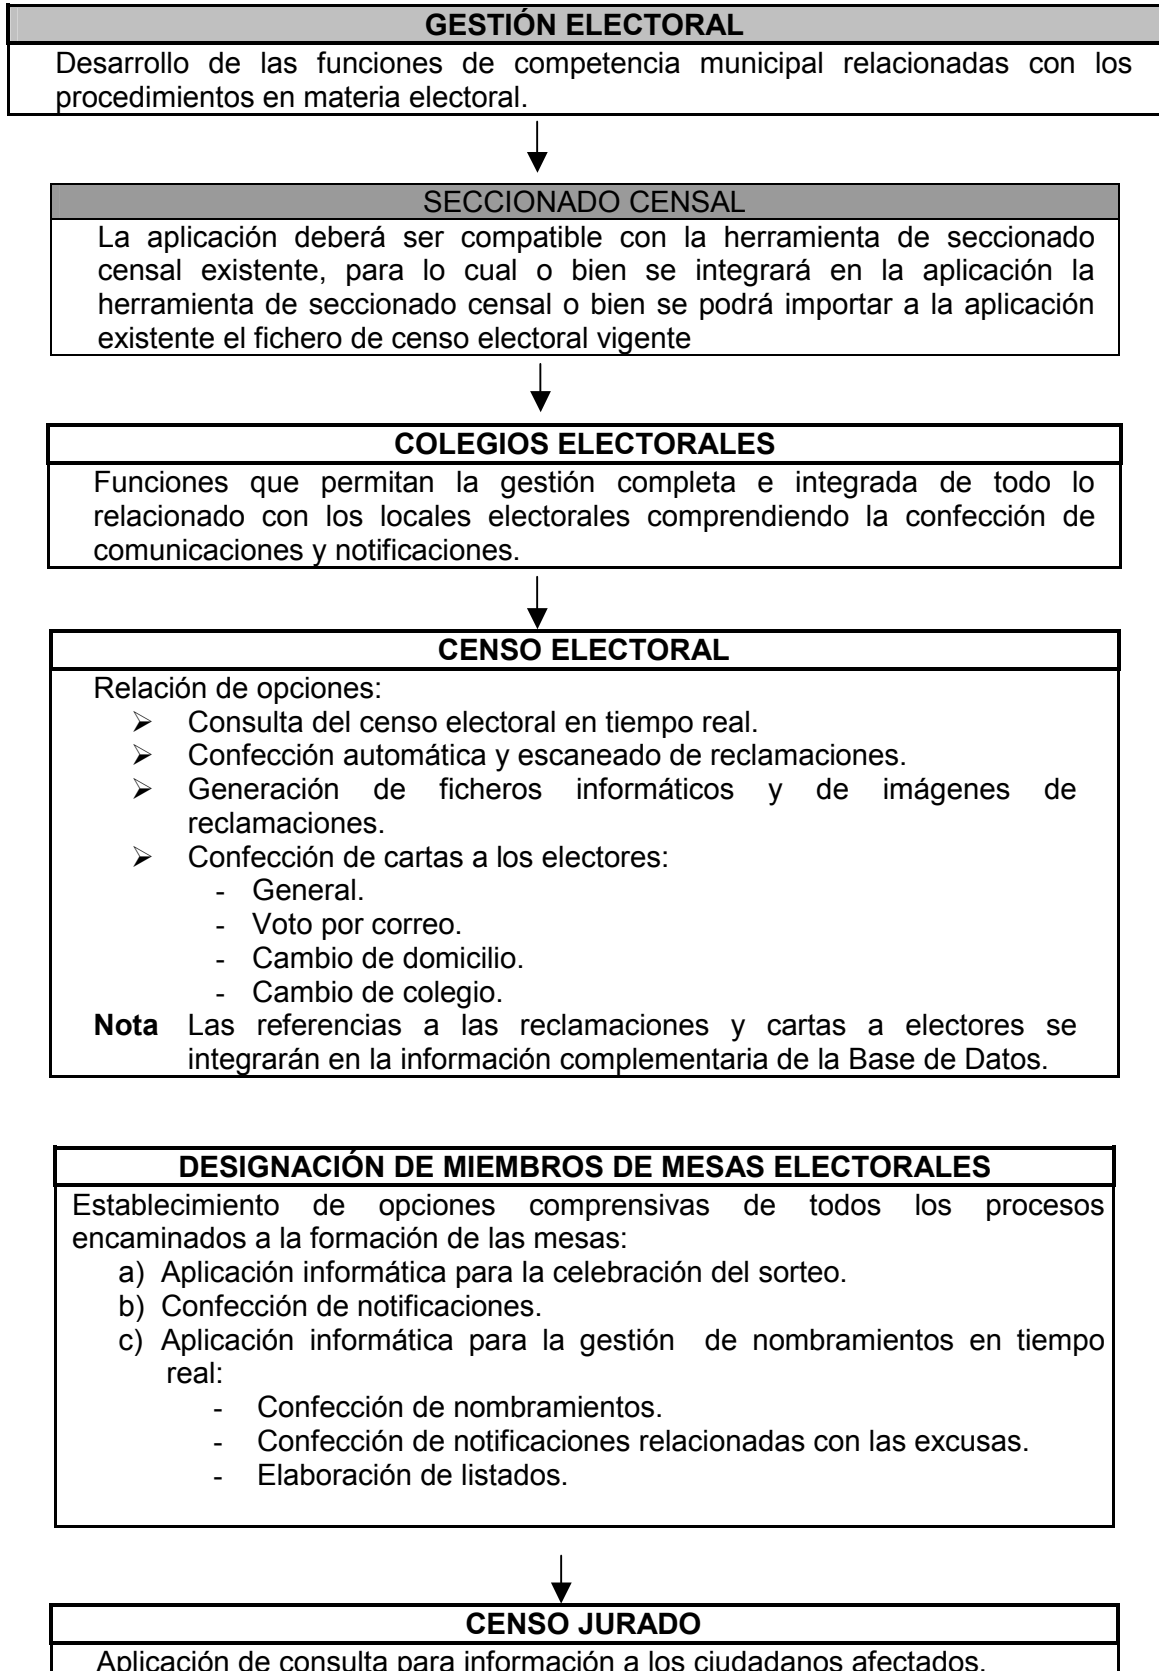 GESTIÓN ELECTORAL
Desarrollo de las funciones de competencia municipal relacionadas con los
procedimientos en materia electoral.
SECCIONADO CENSAL
La aplicación deberá ser compatible con la herramienta de seccionado
censal existente, para lo cual o bien se integrará en la aplicación la
herramienta de seccionado censal o bien se podrá importar a la aplicación
existente el fichero de censo electoral vigente
COLEGIOS ELECTORALES
Funciones que permitan la gestión completa e integrada de todo lo
relacionado con los locales electorales comprendiendo la confección de
comunicaciones y notificaciones.
CENSO ELECTORAL
Relación de opciones:
➢ Consulta del censo electoral en tiempo real.
➢ Confección automática y escaneado de reclamaciones.
➢ Generación de ficheros informáticos y de imágenes de
reclamaciones.
➢ Confección de cartas a los electores:
- General.
- Voto por correo.
- Cambio de domicilio.
- Cambio de colegio.
Nota Las referencias a las reclamaciones y cartas a electores se
integrarán en la información complementaria de la Base de Datos.
DESIGNACIÓN DE MIEMBROS DE MESAS ELECTORALES
Establecimiento de opciones comprensivas de todos los procesos
encaminados a la formación de las mesas:
a) Aplicación informática para la celebración del sorteo.
b) Confección de notificaciones.
c) Aplicación informática para la gestión de nombramientos en tiempo
real:
- Confección de nombramientos.
- Confección de notificaciones relacionadas con las excusas.
- Elaboración de listados.
CENSO JURADO
Aplicación de consulta para información a los ciudadanos afectados.